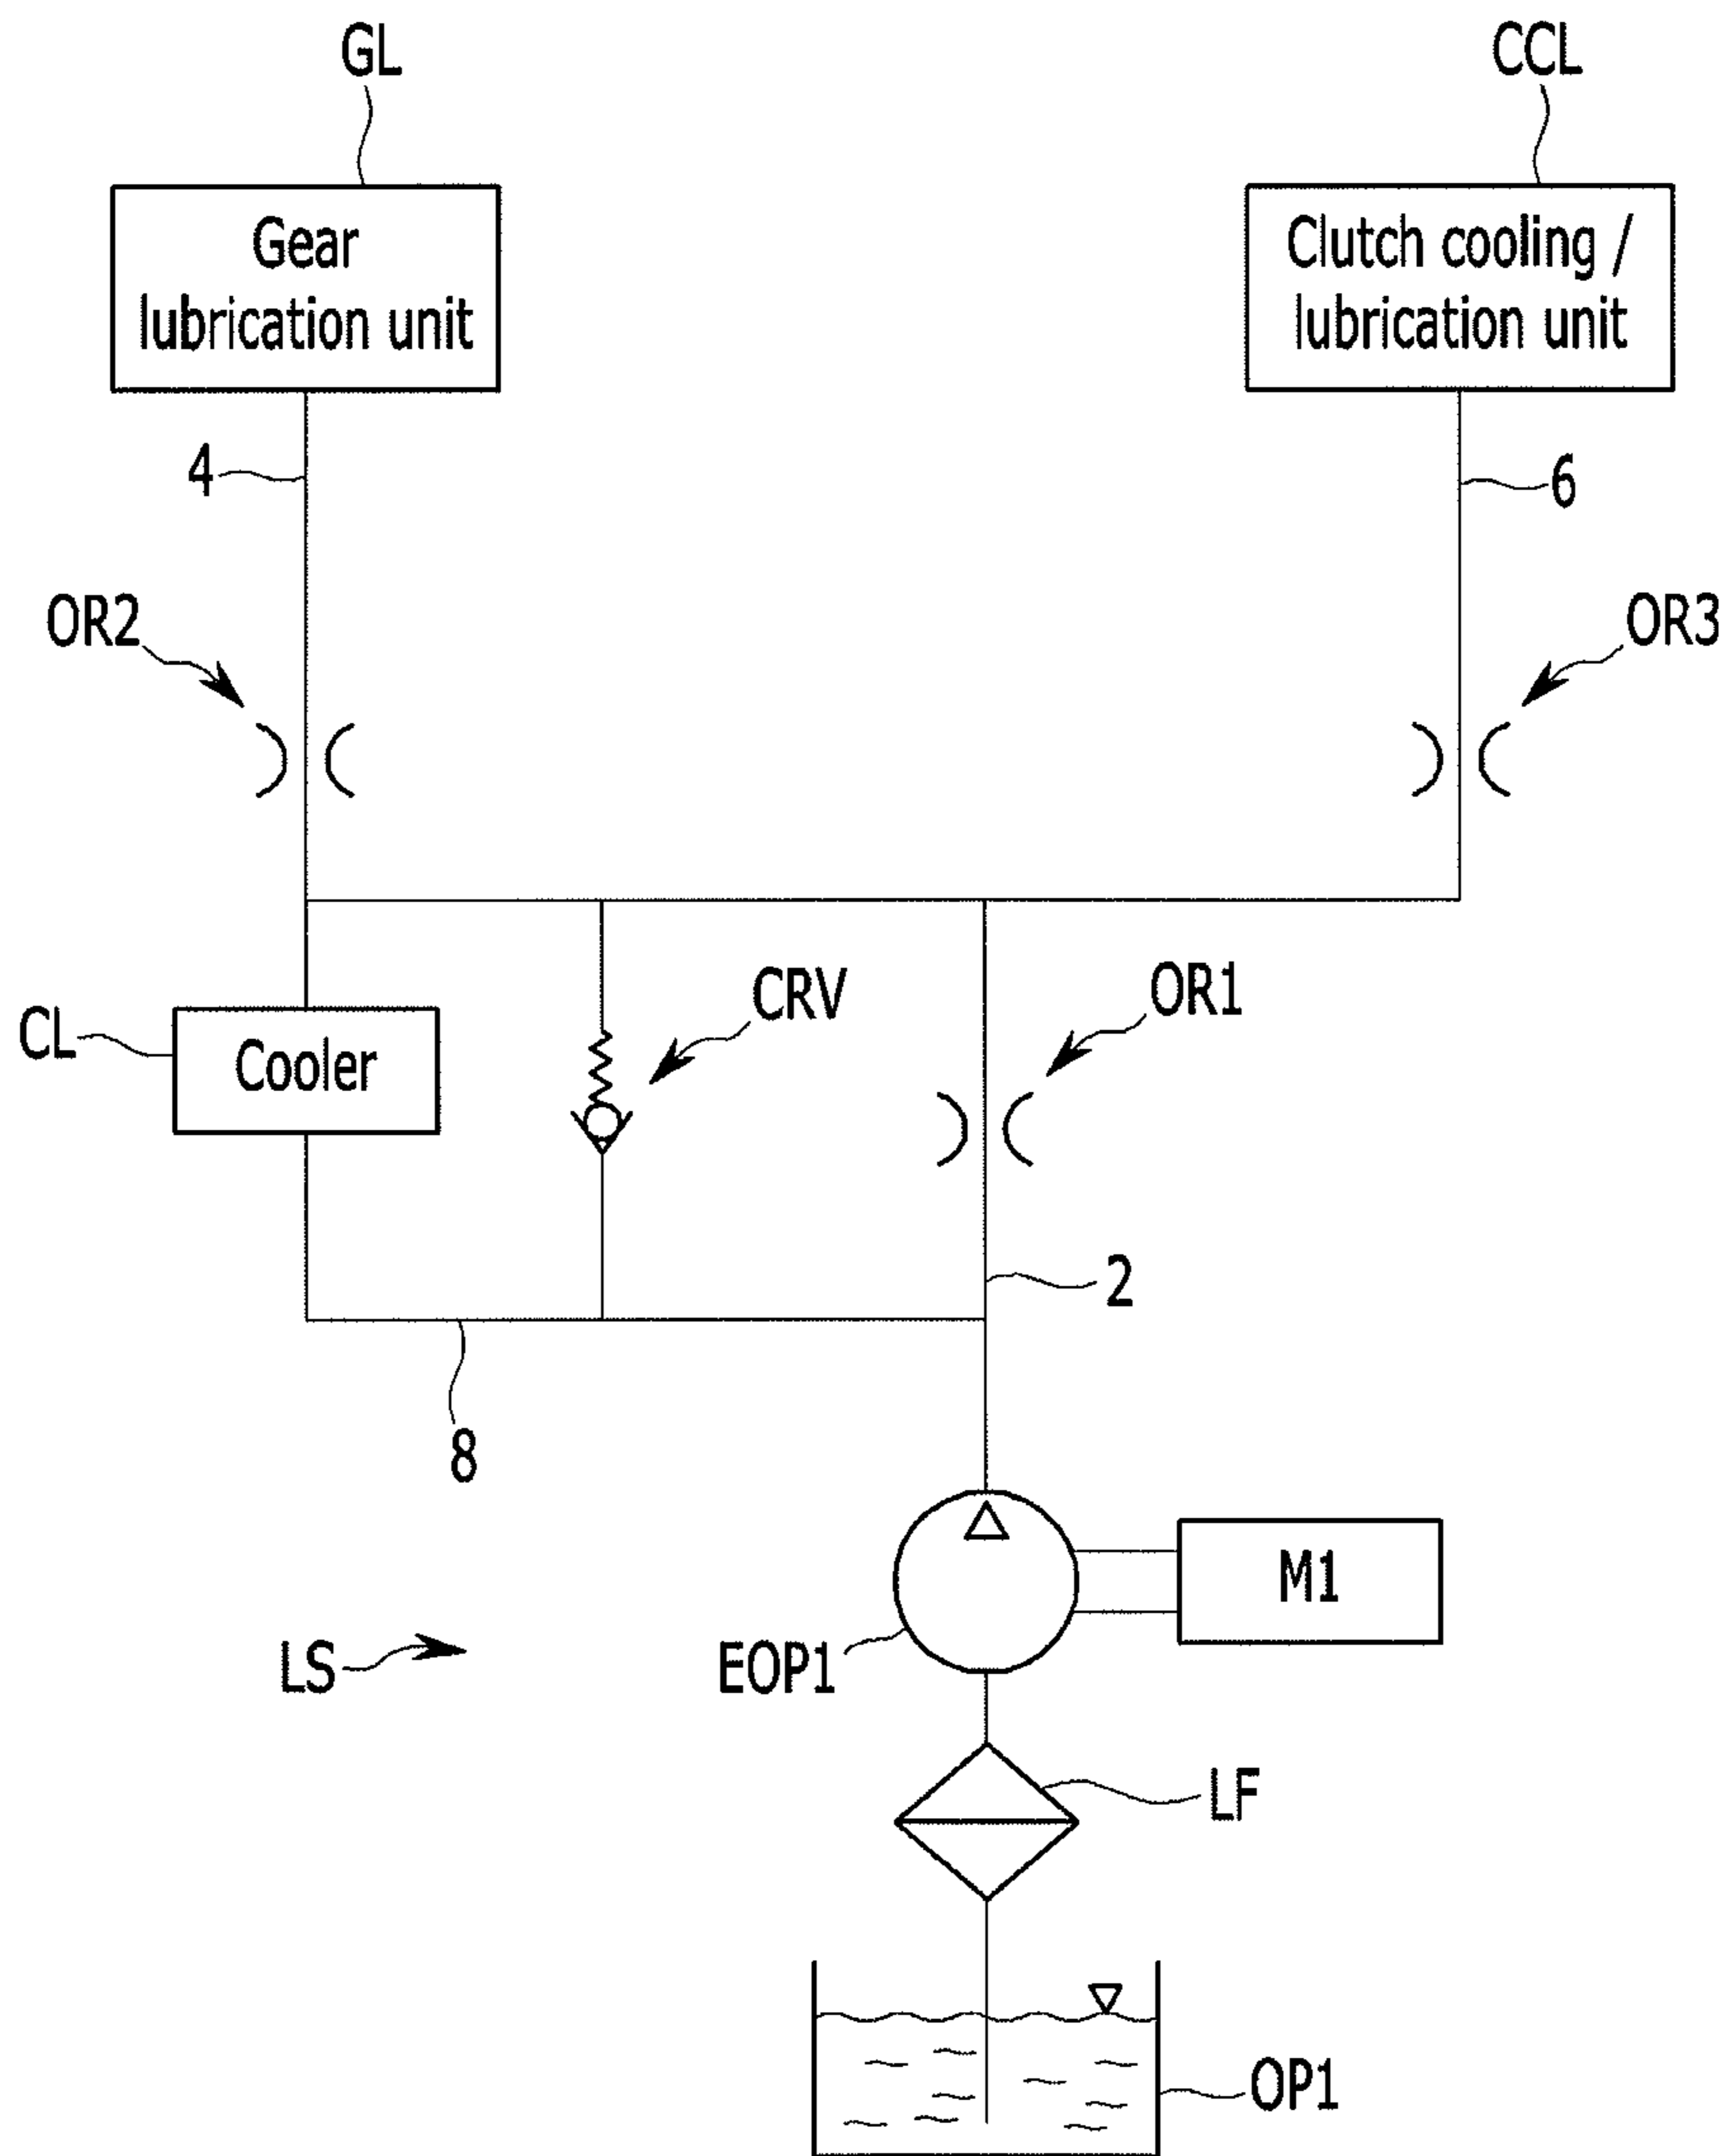 GL
CCL
Gear
lubrication unit
Clutch cooling /
lubrication unit
4
6
OR2
OR3
CRV
OR1
CL
Cooler
2
8
M1
LS
EOP1
LF
OP1